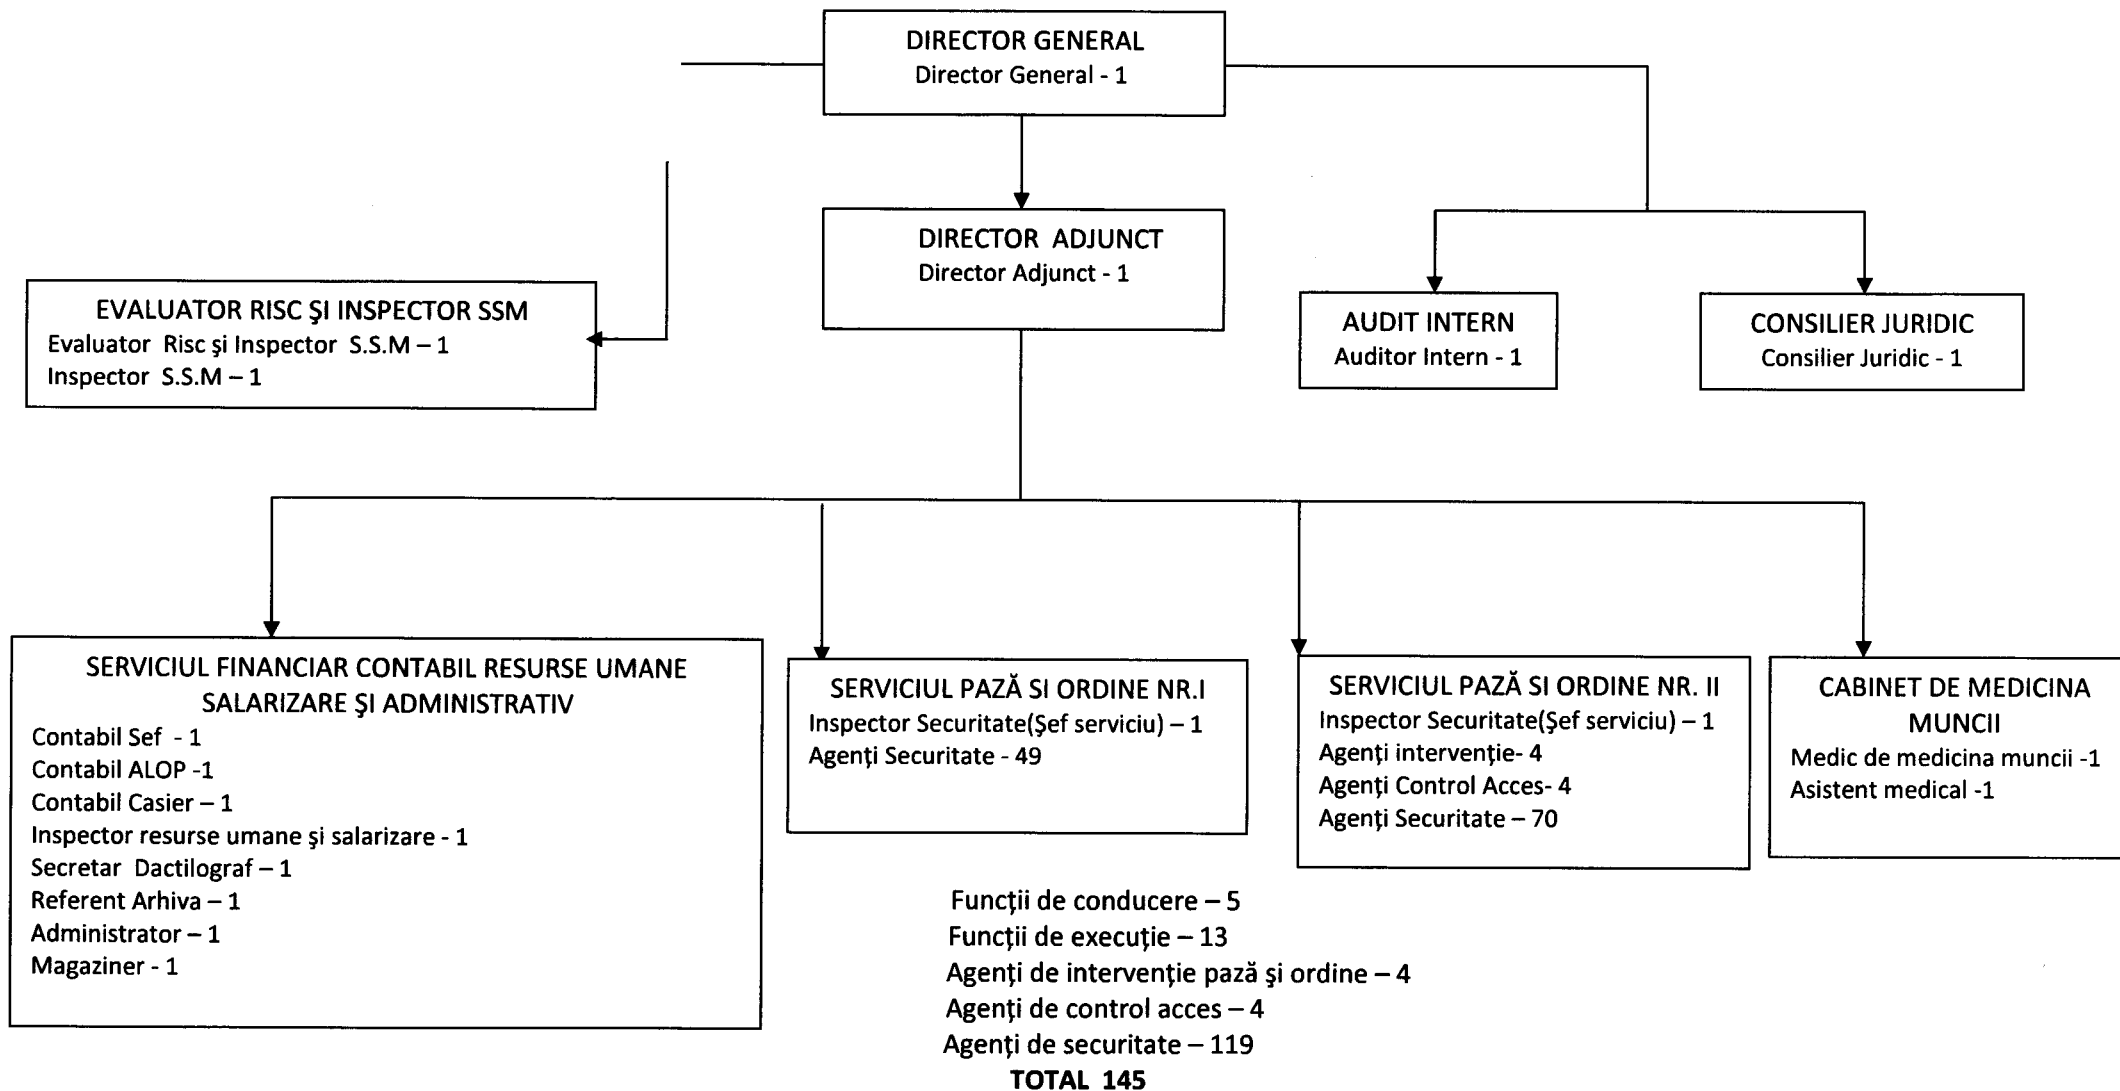 DIRECTOR GENERAL
Director General - 1
DIRECTOR ADJUNCT
Director Adjunct - 1
EVALUATOR RISC ŞI INSPECTOR SSM
Evaluator Risc şi Inspector S.S.M – 1
Inspector S.S.M – 1
AUDIT INTERN
Auditor Intern - 1
CONSILIER JURIDIC
Consilier Juridic - 1
SERVICIUL FINANCIAR CONTABIL RESURSE UMANE
SALARIZARE ŞI ADMINISTRATIV
Contabil Sef - 1
Contabil ALOP -1
Contabil Casier – 1
Inspector resurse umane şi salarizare - 1
Secretar Dactilograf – 1
Referent Arhiva – 1
Administrator – 1
Magaziner - 1
SERVICIUL PAZĂ SI ORDINE NR.I
Inspector Securitate(Şef serviciu) – 1
Agenţi Securitate - 49
SERVICIUL PAZĂ SI ORDINE NR. II
Inspector Securitate(Şef serviciu) – 1
Agenţi intervenţie- 4
Agenţi Control Acces- 4
Agenţi Securitate – 70
CABINET DE MEDICINA
MUNCII
Medic de medicina muncii -1
Asistent medical -1
Funcţii de conducere – 5
Funcţii de execuţie – 13
Agenţi de intervenţie pază şi ordine – 4
Agenţi de control acces – 4
Agenţi de securitate – 119
TOTAL 145